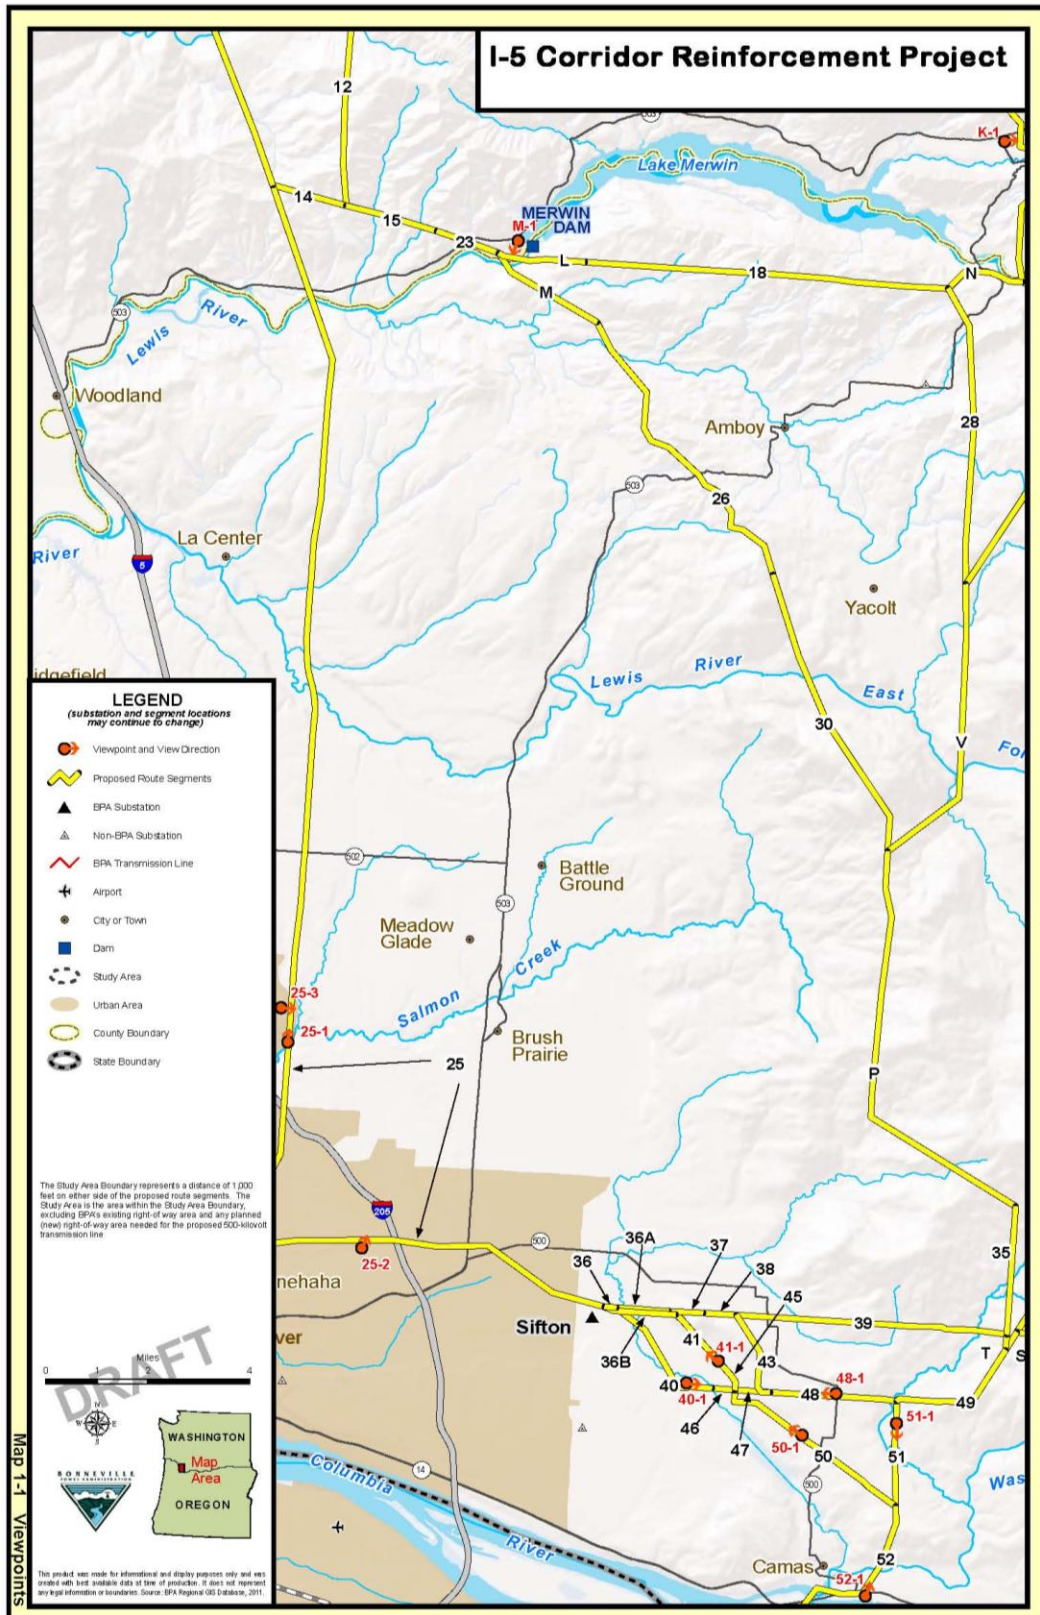 I-5 Corridor Reinforcement Project
12
503
K-1
Lake Merwin
14
MERWIN
DAM
M-1
15
23
L
18
N
M
503
Lewis
River
Woodland
Amboy
28
503
26
La Center
River
5
Yacolt
Lewis
River
East
idgefield
30
V
For
LEGEND
(substation and segment locations
may continue to change)
Viewpoint and View Direction
Proposed Route Segments
BPA Substation
Non-BPA Substation
BPA Transmission Line
Airport
City or Town
Dam
Study Area
Urban Area
County Boundary
State Boundary
502
Battle
Ground
503
Meadow
Glade
Creek
Salmon
25-3
25-1
Brush
Prairie
25
P
The Study Area Boundary represents a distance of 1,000
feet on either side of the proposed route segments. The
Study Area is the area within the Study Area Boundary,
excluding BPA's existing right-of way area and any planned
(new) right-of-way area needed for the proposed 500-kilovolt
transmission line
205
500
25-2
nehaha
36
36A
37
38
45
35
Sifton
39
ver
36B
41
41-1
43
T
S
40
40-1
48
48-1
49
46
47
51-1
50-1
50
51
Was
500
14
Columbia
River
Camas
52
52-1
Miles
0
1
2
4
DRAFT
N
W
E
S
WASHINGTON
Map
Area
OREGON
BONNEVILLE
POWER ADMINISTRATION
This product was made for informational and display purposes only and was
created with best available data at time of production. It does not represent
any legal information or boundaries. Source: BPA Regional GIS Database, 2011.
Map 1-1 Viewpoints